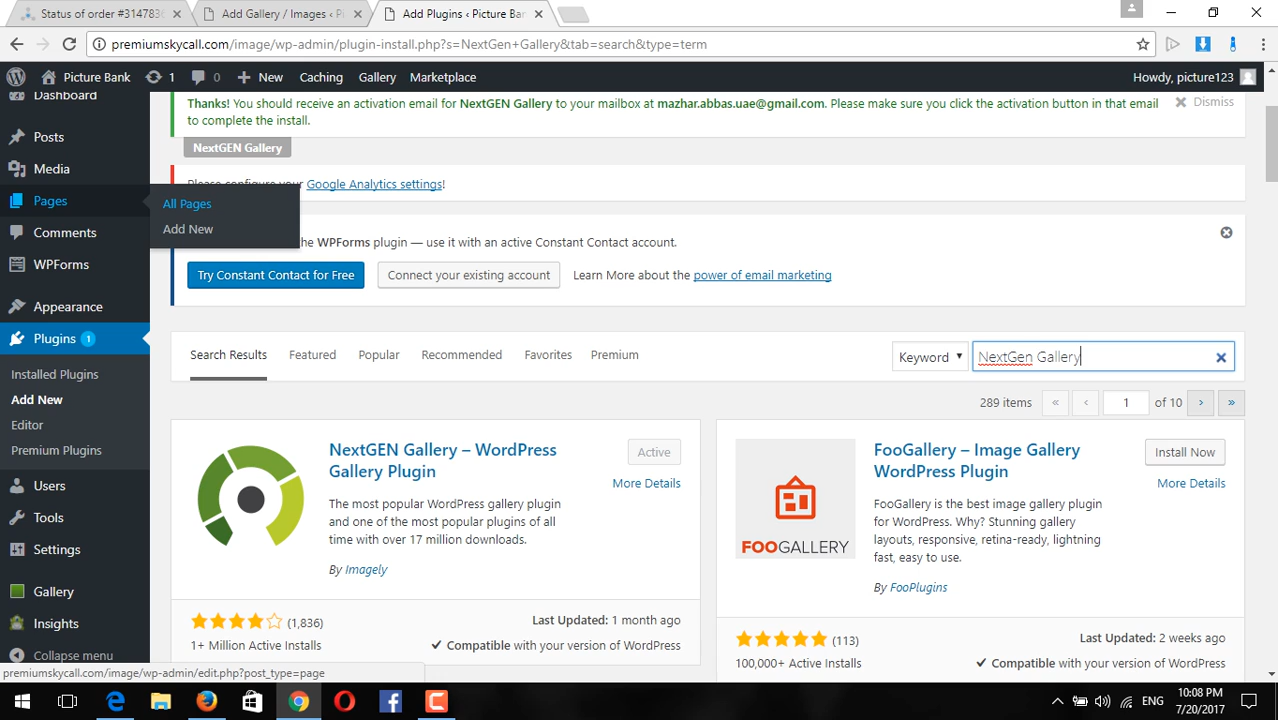 Status of order #314783
Add Gallery / Images ‹ Pi
Add Plugins ‹ Picture Ban
premiumskycall.com/image/wp-admin/plugin-install.php?s=NextGen+Gallery&tab=search&type=term
Picture Bank
1
0
New
Caching
Gallery
Marketplace
Howdy, picture123
Dashboard
Posts
Media
Pages
All Pages
Add New
Comments
WPForms
Appearance
Plugins 1
Installed Plugins
Add New
Editor
Premium Plugins
Users
Tools
Settings
Gallery
Insights
Collapse menu
Thanks! You should receive an activation email for NextGEN Gallery to your mailbox at mazhar.abbas.uae@gmail.com. Please make sure you click the activation button in that email
to complete the install.
Dismiss
NextGEN Gallery
Please configure your Google Analytics settings!
the WPForms plugin — use it with an active Constant Contact account.
Try Constant Contact for Free
Connect your existing account
Learn More about the power of email marketing
Search Results
Featured
Popular
Recommended
Favorites
Premium
Keyword
NextGen Gallery
289 items
«
‹
1
of 10
›
»
NextGEN Gallery – WordPress
Gallery Plugin
Active
More Details
The most popular WordPress gallery plugin
and one of the most popular plugins of all
time with over 17 million downloads.
By Imagely
(1,836)
1+ Million Active Installs
Last Updated: 1 month ago
Compatible with your version of WordPress
FOOGALLERY
FooGallery – Image Gallery
WordPress Plugin
Install Now
More Details
FooGallery is the best image gallery plugin
for WordPress. Why? Stunning gallery
layouts, responsive, retina-ready, lightning
fast, easy to use.
By FooPlugins
(113)
100,000+ Active Installs
Last Updated: 2 weeks ago
Compatible with your version of WordPress
premiumskycall.com/image/wp-admin/edit.php?post_type=page
ENG
10:08 PM
7/20/2017